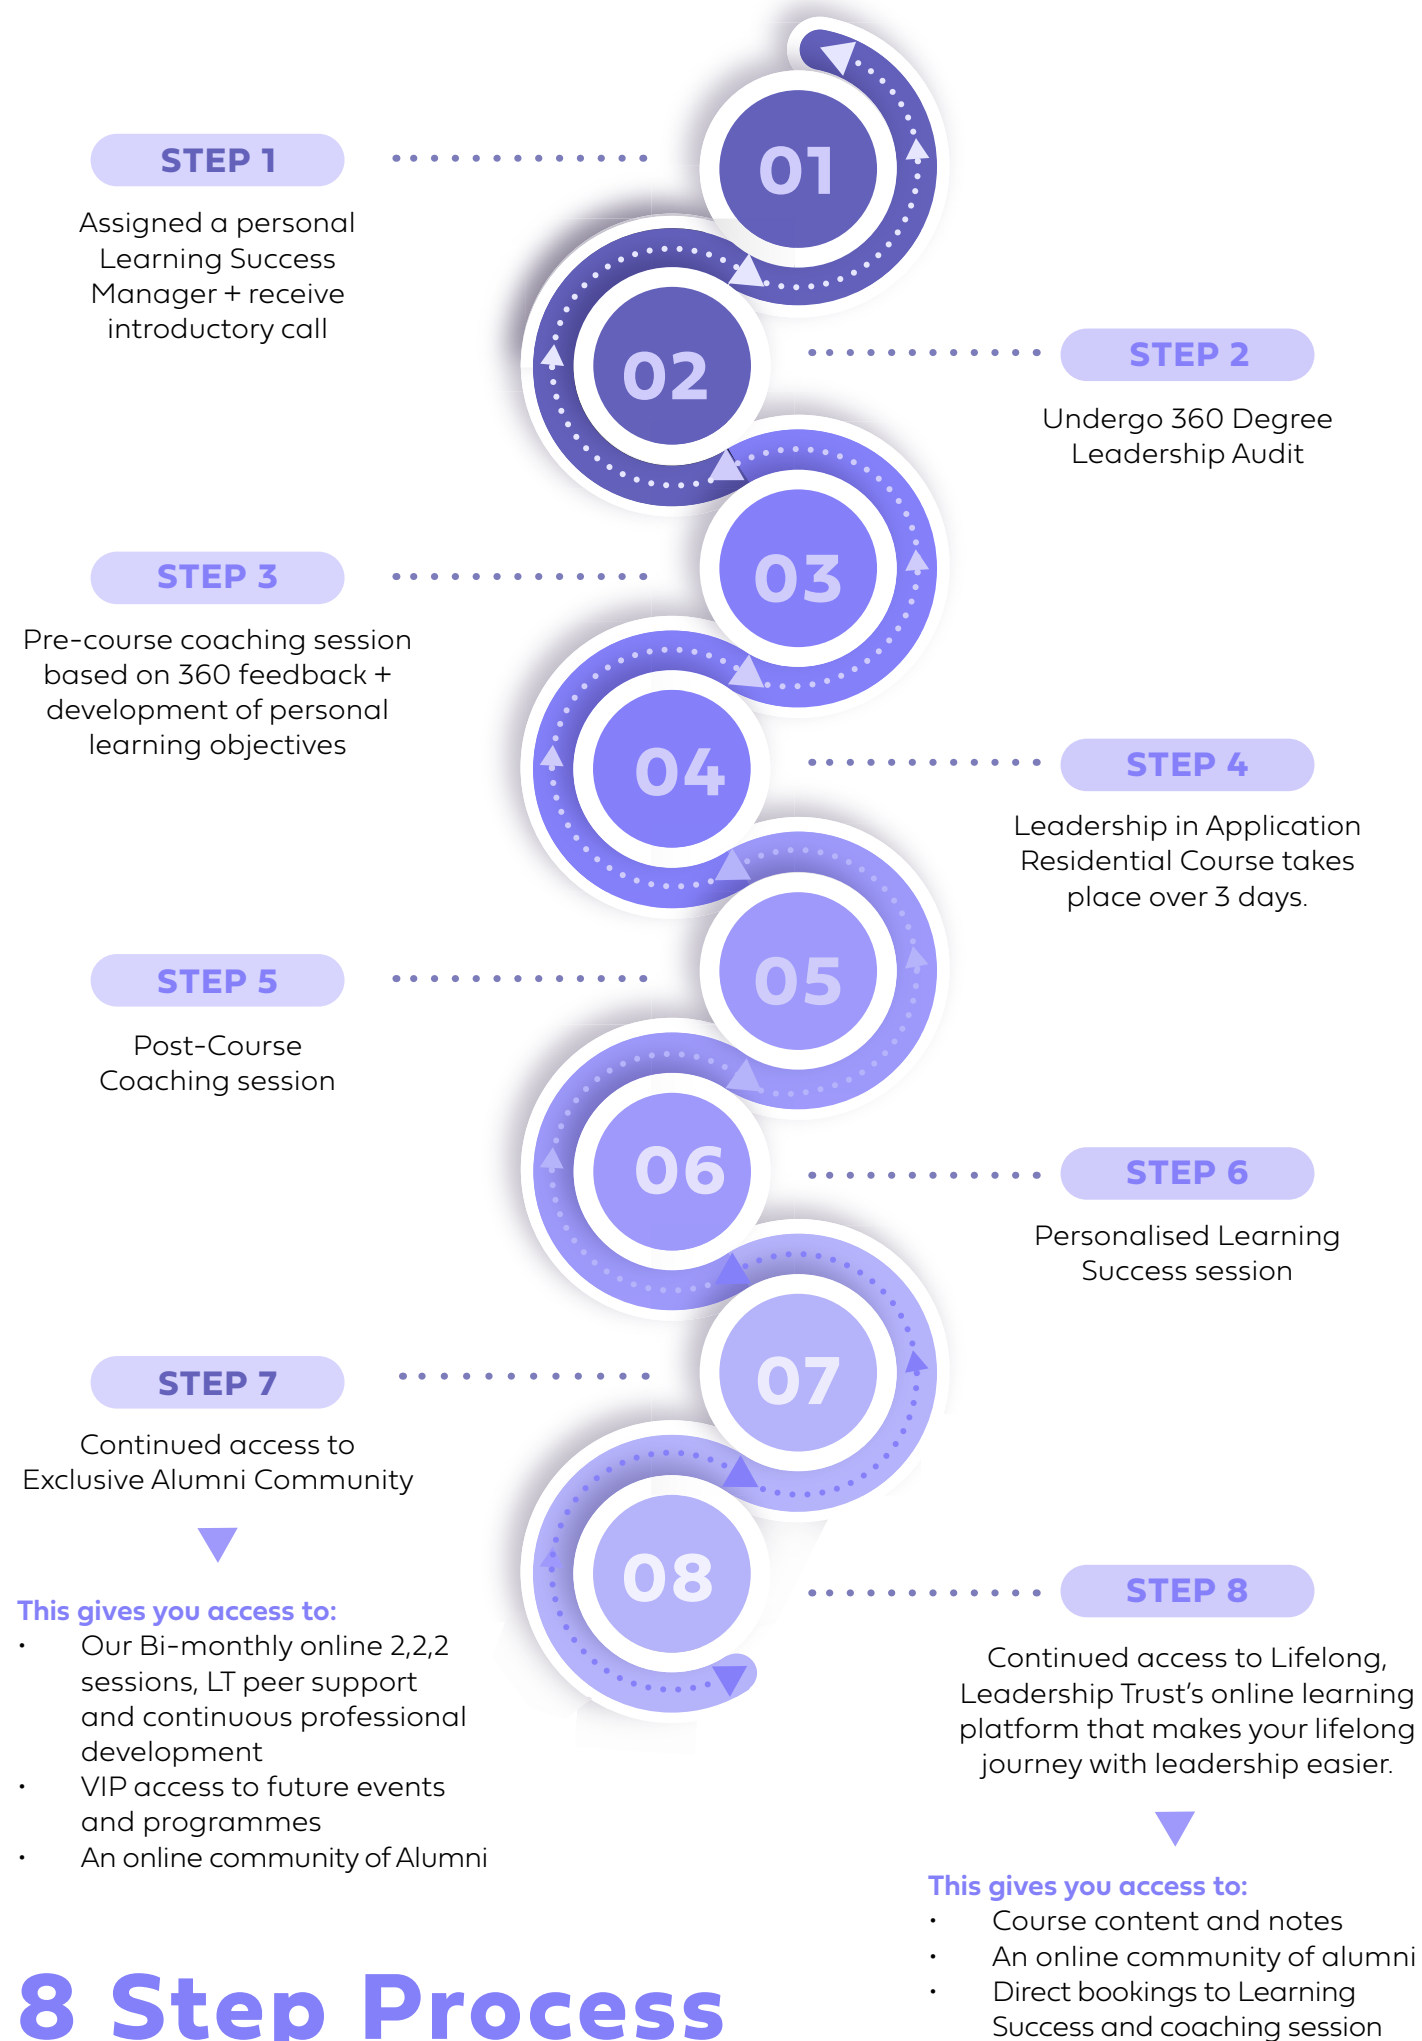 STEP 1
Assigned a personal
Learning Success
Manager + receive
introductory call
01
02
STEP 2
Undergo 360 Degree
Leadership Audit
STEP 3
Pre-course coaching session
based on 360 feedback +
development of personal
learning objectives
03
04
STEP 4
Leadership in Application
Residential Course takes
place over 3 days.
STEP 5
Post-Course
Coaching session
05
06
STEP 6
Personalised Learning
Success session
STEP 7
Continued access to
Exclusive Alumni Community
This gives you access to:
• Our Bi-monthly online 2,2,2
sessions, LT peer support
and continuous professional
development
• VIP access to future events
and programmes
• An online community of Alumni
07
08
STEP 8
Continued access to Lifelong,
Leadership Trust’s online learning
platform that makes your lifelong
journey with leadership easier.
This gives you access to:
• Course content and notes
• An online community of alumni
• Direct bookings to Learning
Success and coaching session
8 Step Process